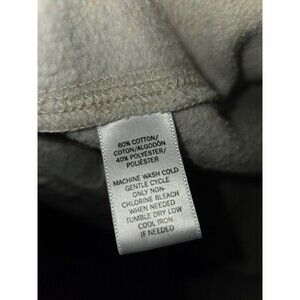 60% COTTON/
COTON/ALGODÓN
40% POLYESTER/
POLIÉSTER
MACHINE WASH COLD
GENTLE CYCLE
ONLY NON-
CHLORINE BLEACH
WHEN NEEDED
TUMBLE DRY LOW
COOL IRON
IF NEEDED